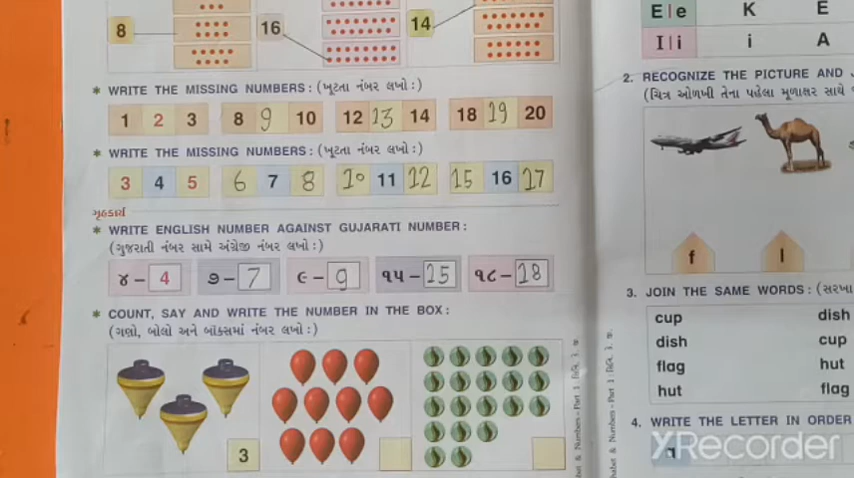 8 16 14
* WRITE THE MISSING NUMBERS : (ખૂટતા નંબર લખો :)
1 2 3 8 9 10 12 13 14 18 19 20
* WRITE THE MISSING NUMBERS : (ખૂટતા નંબર લખો :)
3 4 5 6 7 8 10 11 12 15 16 17
ગૃહકાર્ય
* WRITE ENGLISH NUMBER AGAINST GUJARATI NUMBER :
(ગુજરાતી નંબર સામે અંગ્રેજી નંબર લખો :)
૪ – 4 ૭ – 7 ૯ – 9 ૧૫ – 15 ૧૮ – 18
* COUNT, SAY AND WRITE THE NUMBER IN THE BOX :
(ગણો, બોલો અને બૉક્સમાં નંબર લખો :)
3
E | e K E
I | i i A
2. RECOGNIZE THE PICTURE AND
(ચિત્ર ઓળખી તેના પહેલા મૂળાક્ષર સાથે
f l
3. JOIN THE SAME WORDS : (સરખા
cup dish
dish cup
flag hut
hut flag
4. WRITE THE LETTER IN ORDER
XRecorder